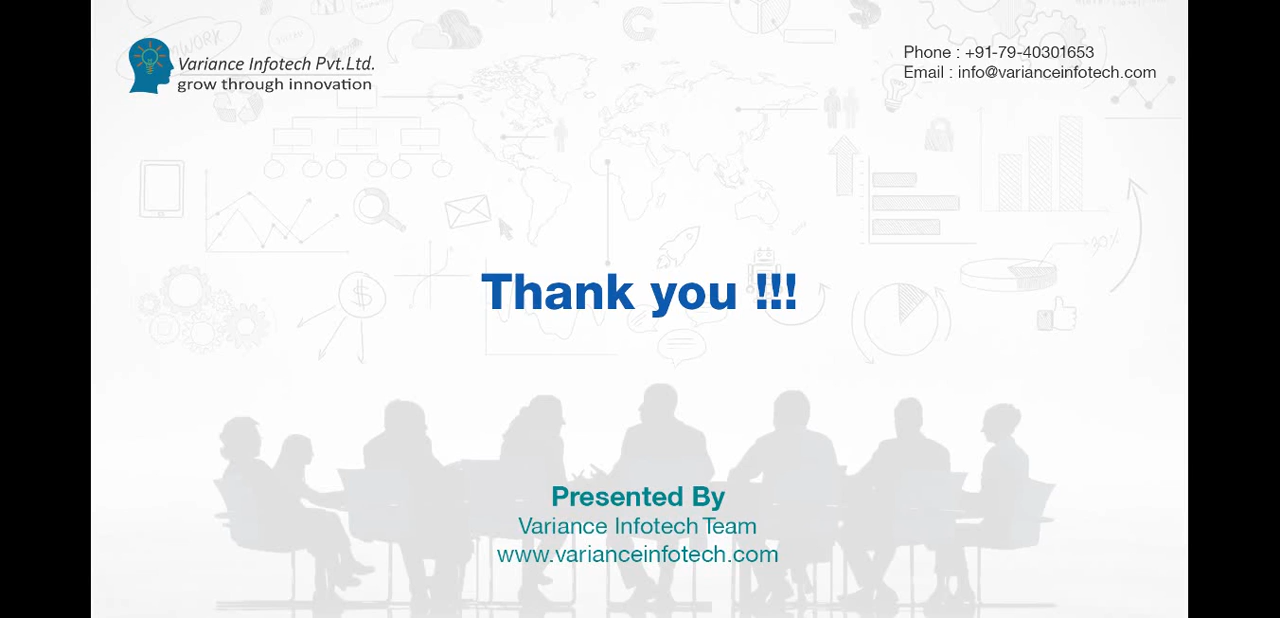 Variance Infotech Pvt.Ltd.
grow through innovation
Phone : +91-79-40301653
Email : info@varianceinfotech.com
Thank you !!!
Presented By
Variance Infotech Team
www.varianceinfotech.com